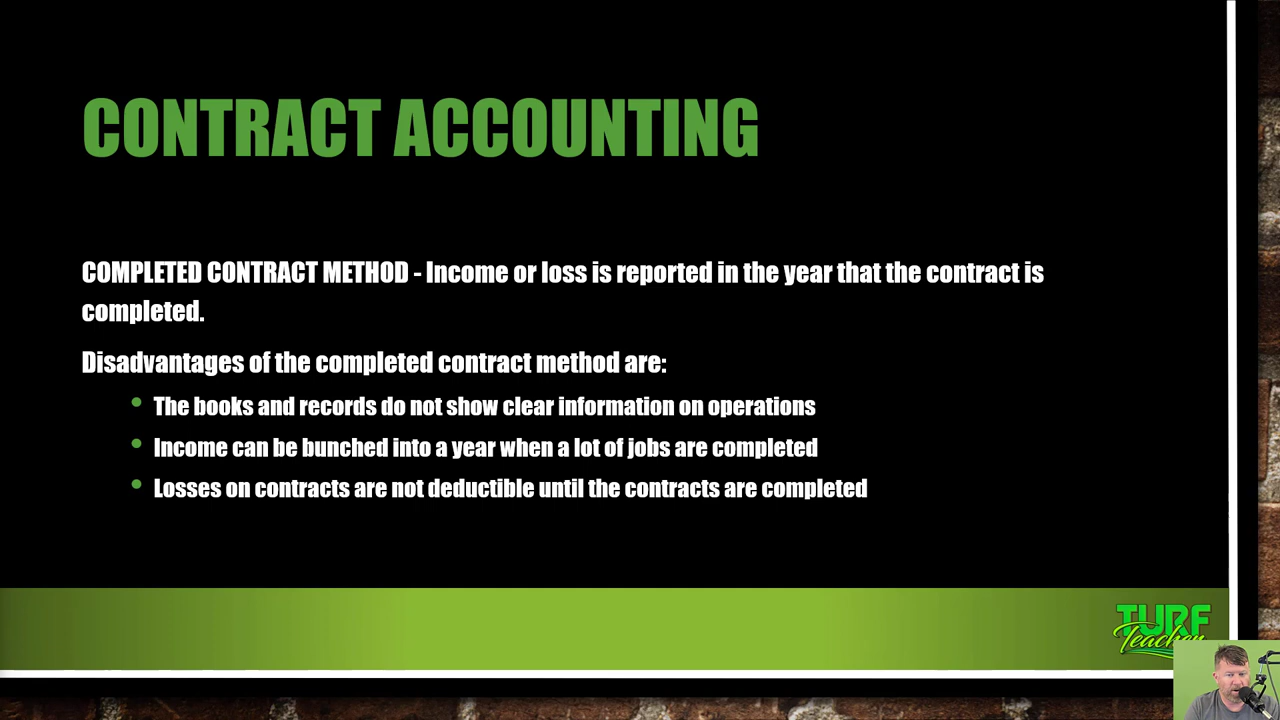 CONTRACT ACCOUNTING
COMPLETED CONTRACT METHOD - Income or loss is reported in the year that the contract is
completed.
Disadvantages of the completed contract method are:
• The books and records do not show clear information on operations
• Income can be bunched into a year when a lot of jobs are completed
• Losses on contracts are not deductible until the contracts are completed
TURF
Teacher